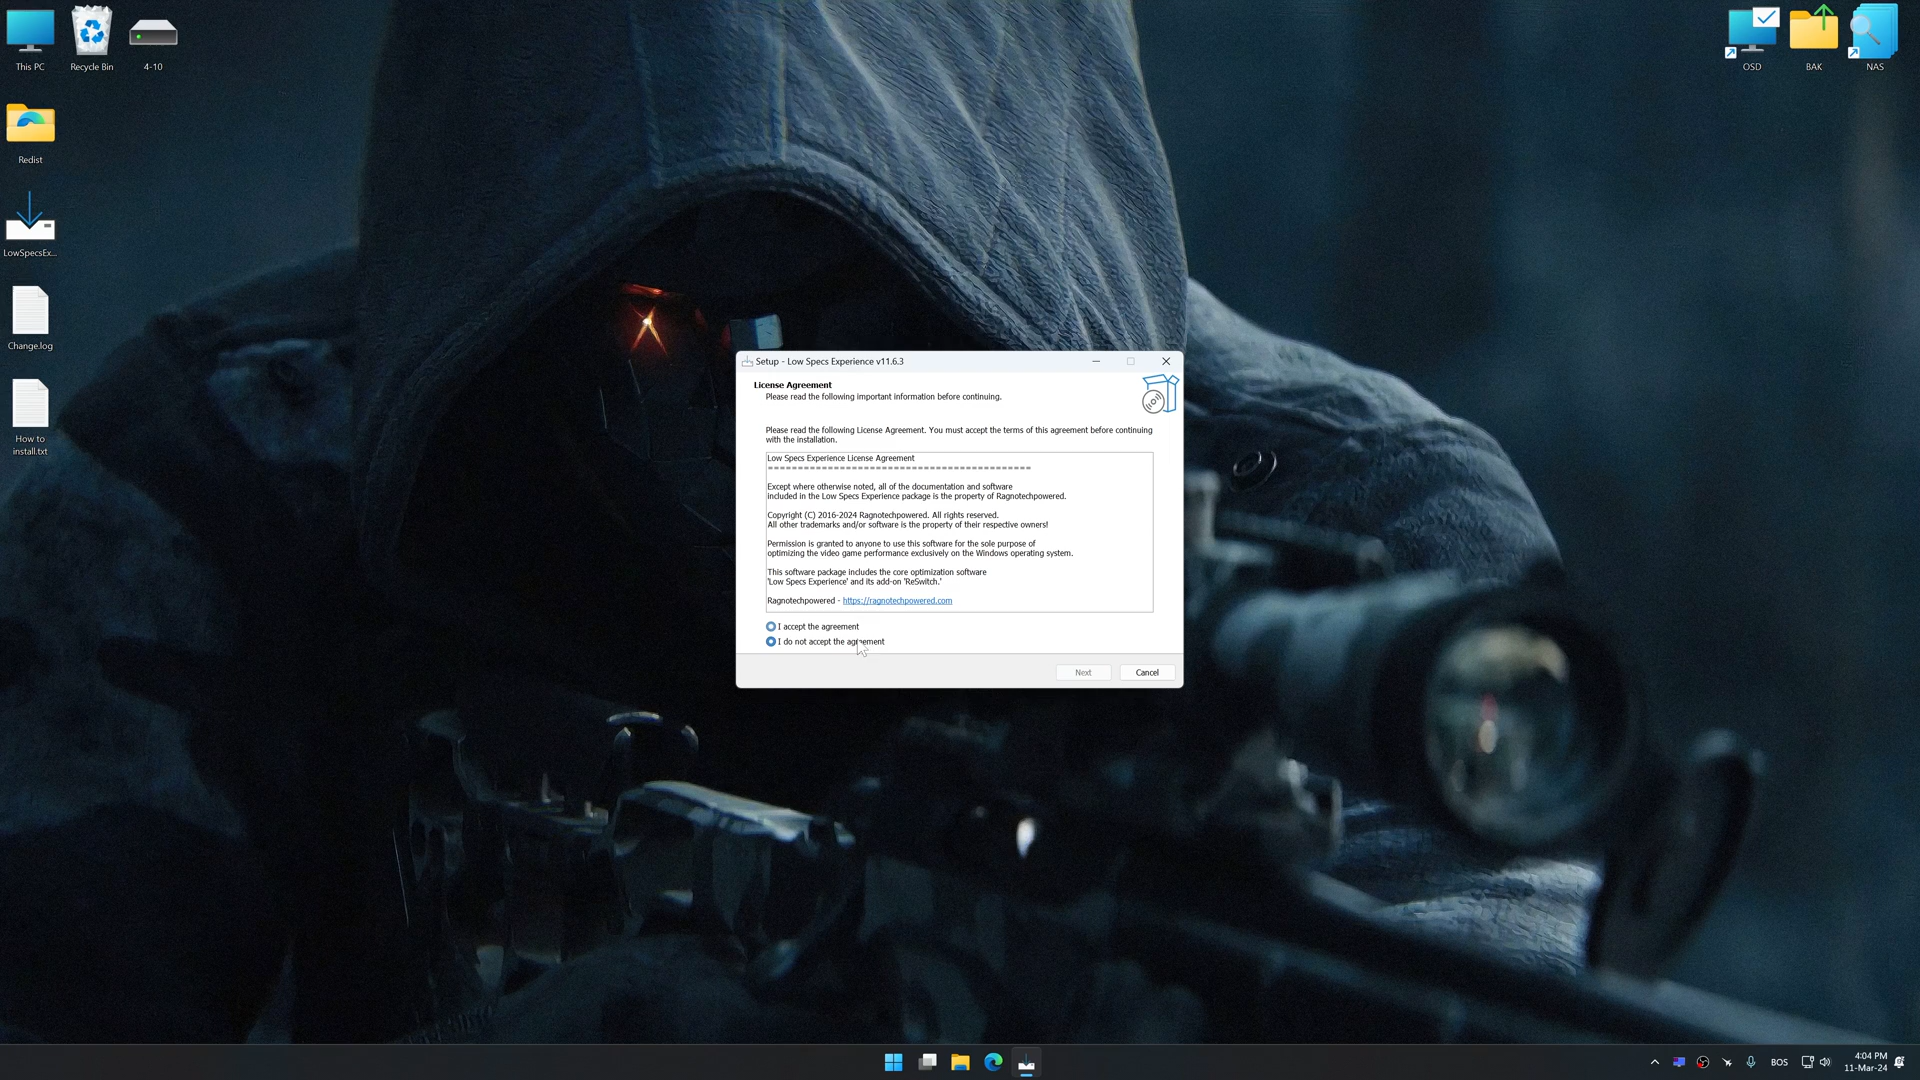 This PC
Recycle Bin
4-10
OSD
BAK
NAS
Redist
LowSpecsEx...
Change.log
How to
install.txt
Setup - Low Specs Experience v11.6.3
License Agreement
Please read the following important information before continuing.
Please read the following License Agreement. You must accept the terms of this agreement before continuing
with the installation.
Low Specs Experience License Agreement
============================================
Except where otherwise noted, all of the documentation and software
included in the Low Specs Experience package is the property of Ragnotechpowered.
Copyright (C) 2016-2024 Ragnotechpowered. All rights reserved.
All other trademarks and/or software is the property of their respective owners!
Permission is granted to anyone to use this software for the sole purpose of
optimizing the video game performance exclusively on the Windows operating system.
This software package includes the core optimization software
'Low Specs Experience' and its add-on 'ReSwitch.'
Ragnotechpowered - https://ragnotechpowered.com
I accept the agreement
I do not accept the agreement
Next
Cancel
BOS
4:04 PM
11-Mar-24